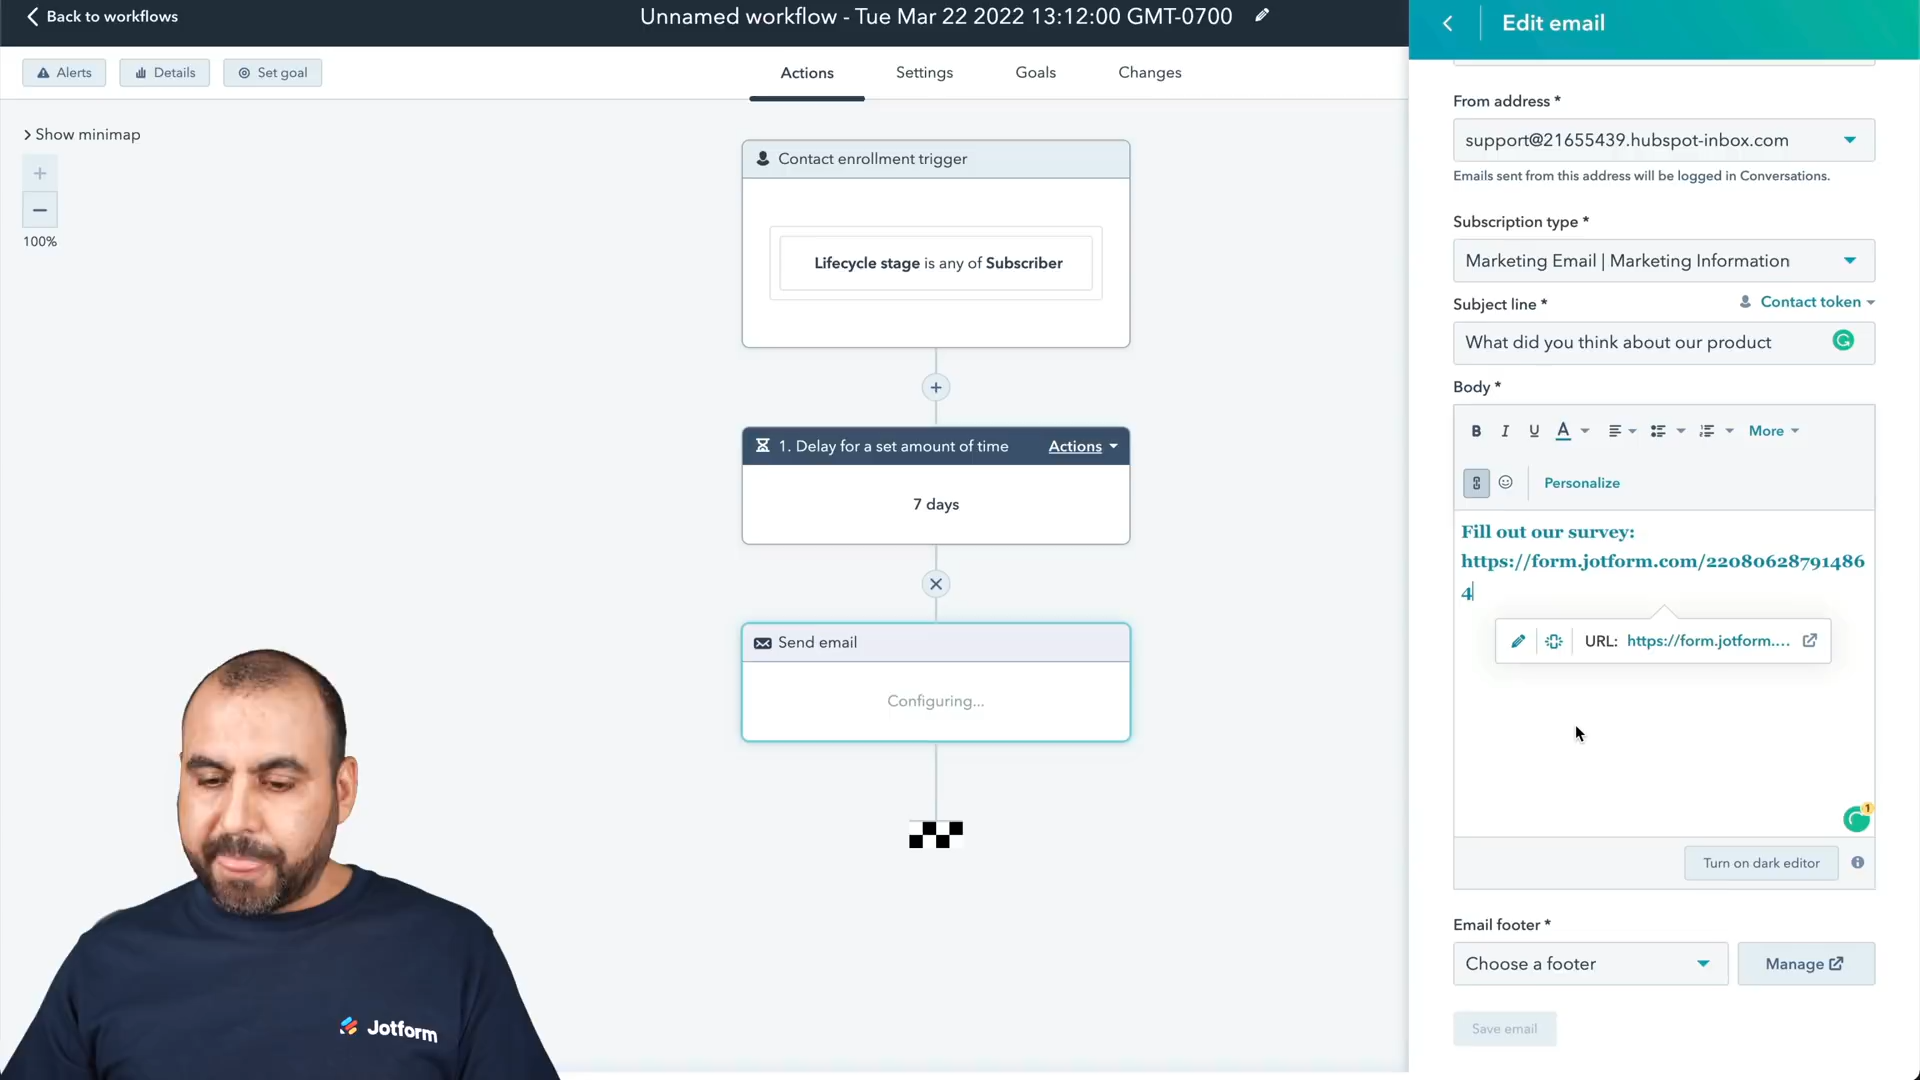 Back to workflows
Unnamed workflow - Tue Mar 22 2022 13:12:00 GMT-0700
Edit email
Alerts
Details
Set goal
Actions
Settings
Goals
Changes
Show minimap
100%
Contact enrollment trigger
Lifecycle stage is any of Subscriber
1. Delay for a set amount of time
Actions
7 days
Send email
Configuring...
From address *
support@21655439.hubspot-inbox.com
Emails sent from this address will be logged in Conversations.
Subscription type *
Marketing Email | Marketing Information
Subject line *
Contact token
What did you think about our product
Body *
B I U A
More
Personalize
Fill out our survey:
https://form.jotform.com/22080628791486
4
URL: https://form.jotform....
1
Turn on dark editor
Email footer *
Choose a footer
Manage
Save email
Jotform